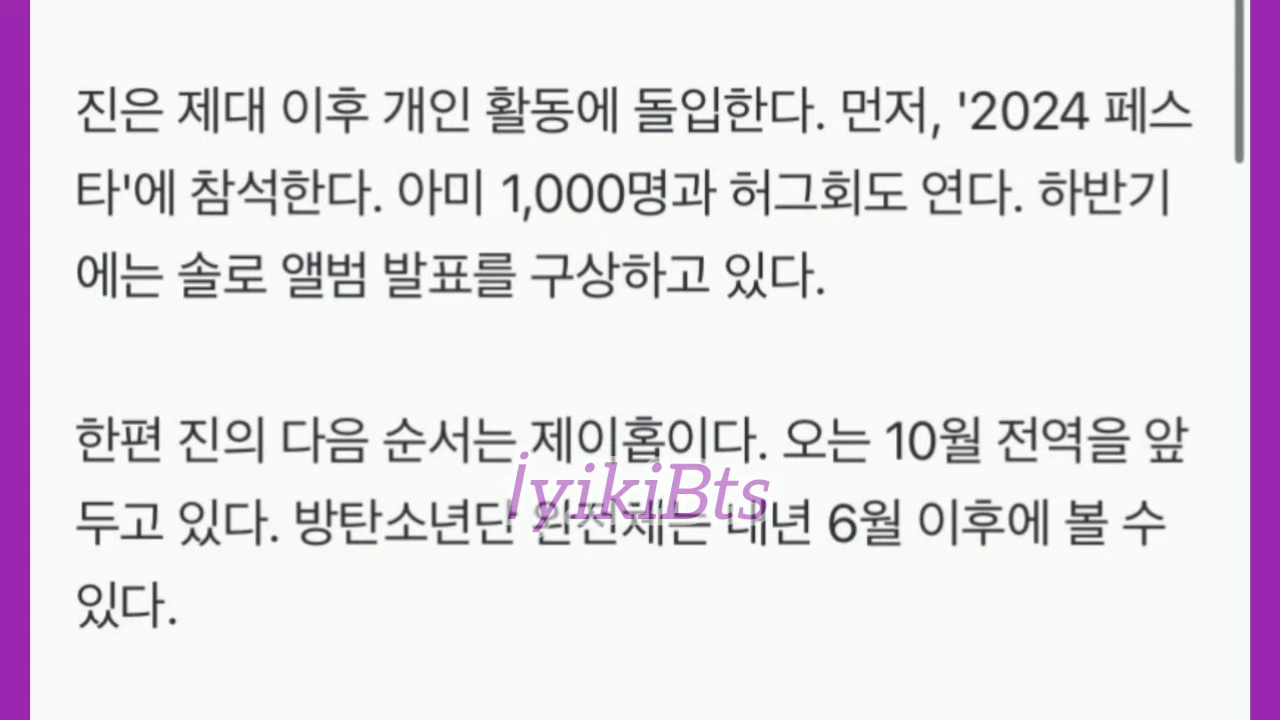 진은 제대 이후 개인 활동에 돌입한다. 먼저, '2024 페스
타'에 참석한다. 아미 1,000명과 허그회도 연다. 하반기
에는 솔로 앨범 발표를 구상하고 있다.
한편 진의 다음 순서는 제이홉이다. 오는 10월 전역을 앞
두고 있다. 방탄소년단 완전체는 내년 6월 이후에 볼 수
있다.
İyikiBts